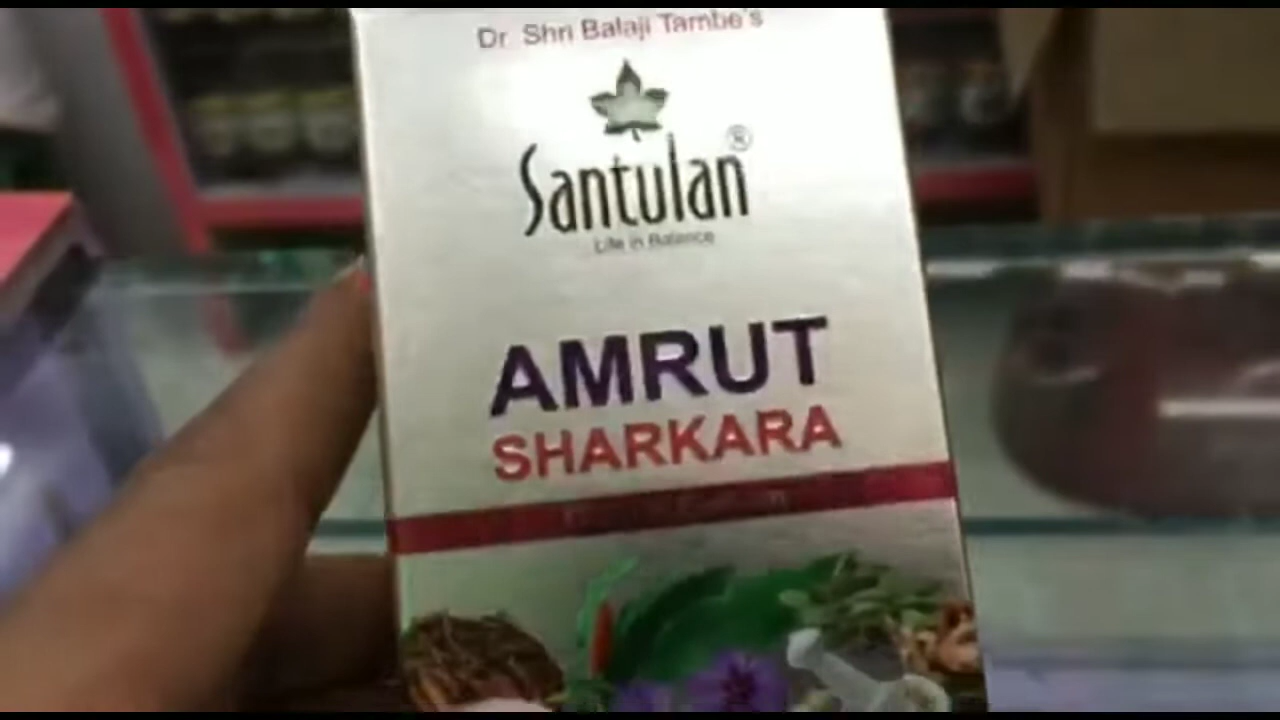 Dr. Shri Balaji Tambe's
Santulan®
Life in Balance
AMRUT
SHARKARA